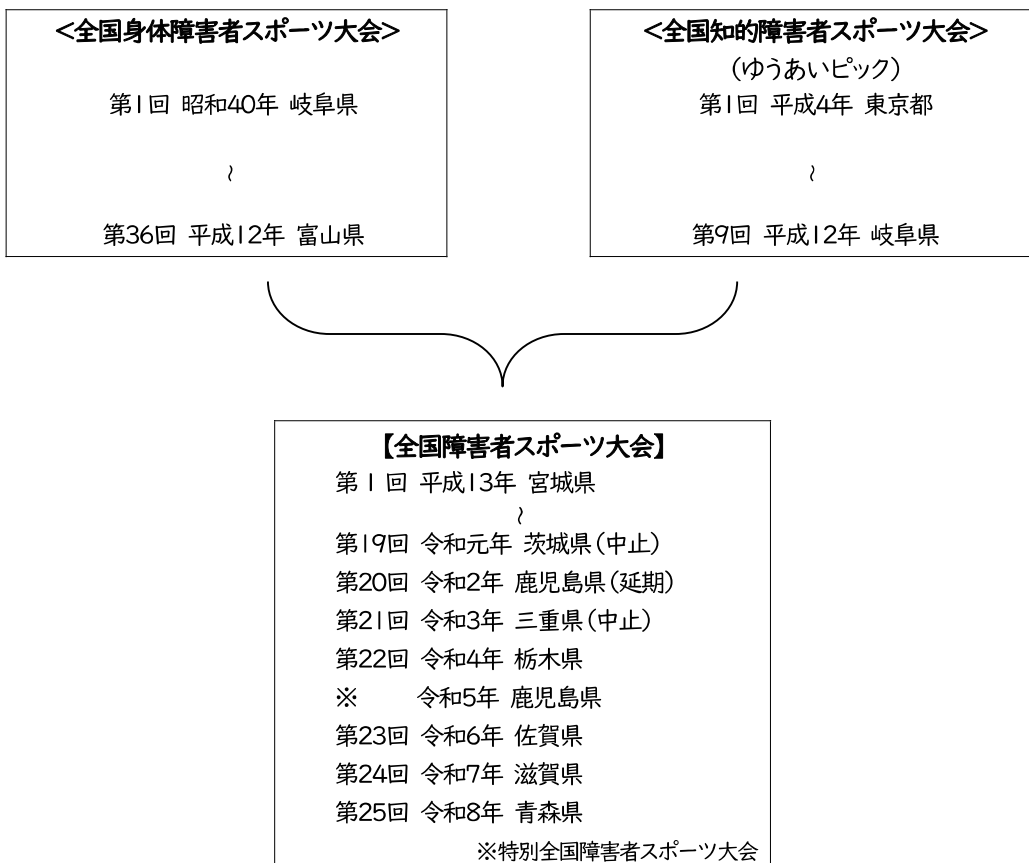 <全国身体障害者スポーツ大会>
第1回 昭和40年 岐阜県
~
第36回 平成12年 富山県
<全国知的障害者スポーツ大会>
(ゆうあいピック)
第1回 平成4年 東京都
~
第9回 平成12年 岐阜県
【全国障害者スポーツ大会】
第1回 平成13年 宮城県
~
第19回 令和元年 茨城県(中止)
第20回 令和2年 鹿児島県(延期)
第21回 令和3年 三重県(中止)
第22回 令和4年 栃木県
※ 令和5年 鹿児島県
第23回 令和6年 佐賀県
第24回 令和7年 滋賀県
第25回 令和8年 青森県
※特別全国障害者スポーツ大会